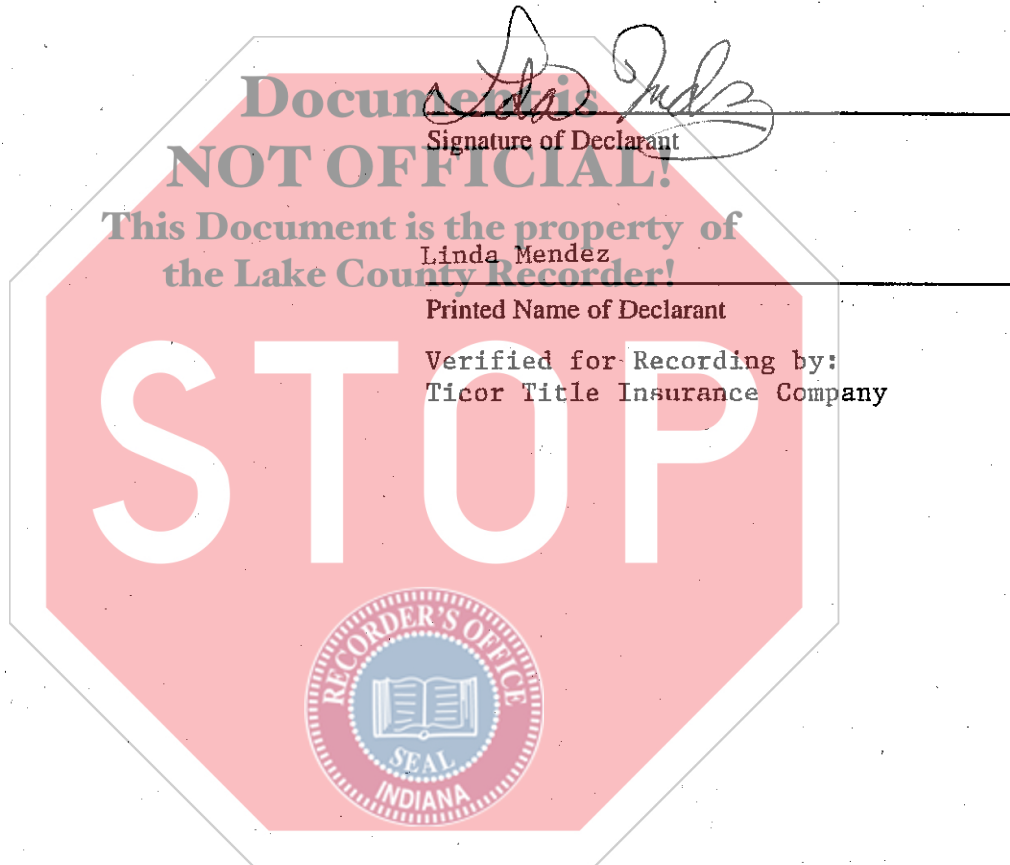 Document is
Signature of Declarant
NOT OFFICIAL!
This Document is the property of
Linda Mendez
the Lake County Recorder!
Printed Name of Declarant
Verified for Recording by:
Ticor Title Insurance Company
STOP
RECORDER'S OFFICE
SEAL
INDIANA